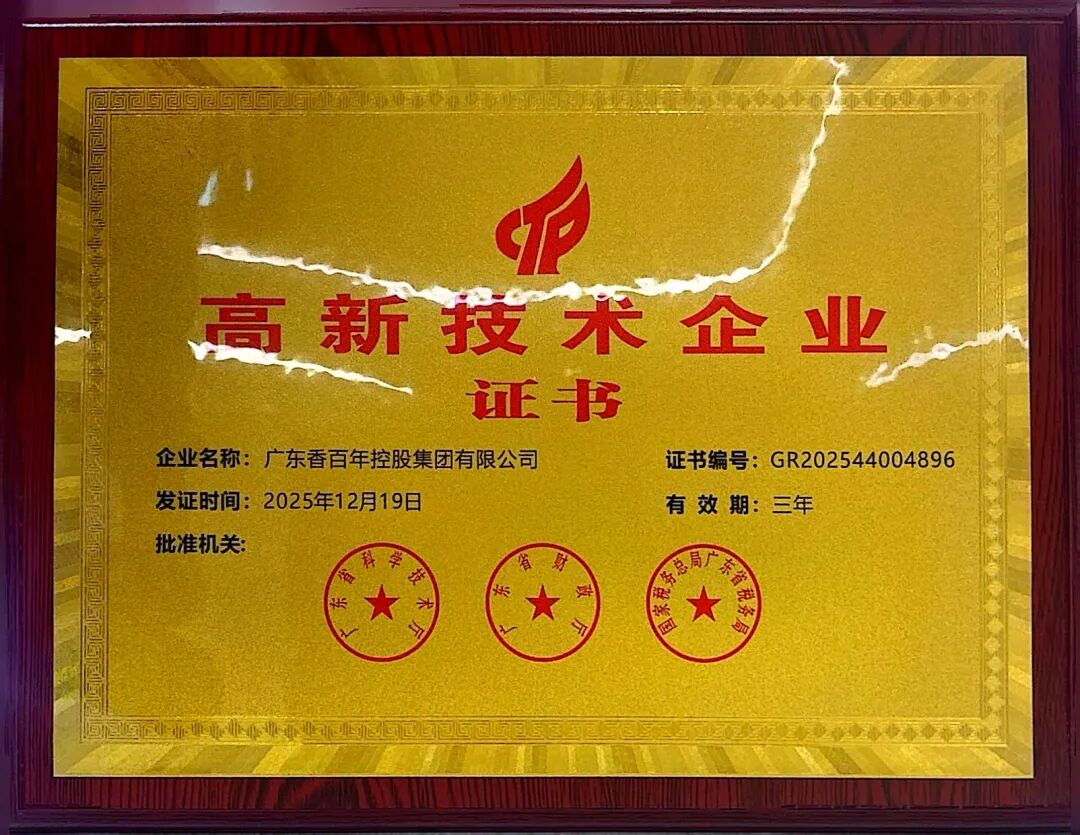 高新技术企业
证书
企业名称：广东香百年控股集团有限公司
证书编号：GR202544004896
发证时间：2025年12月19日
有效期：三年
批准机关:
广东省科学技术厅
广东省财政厅
国家税务总局广东省税务局